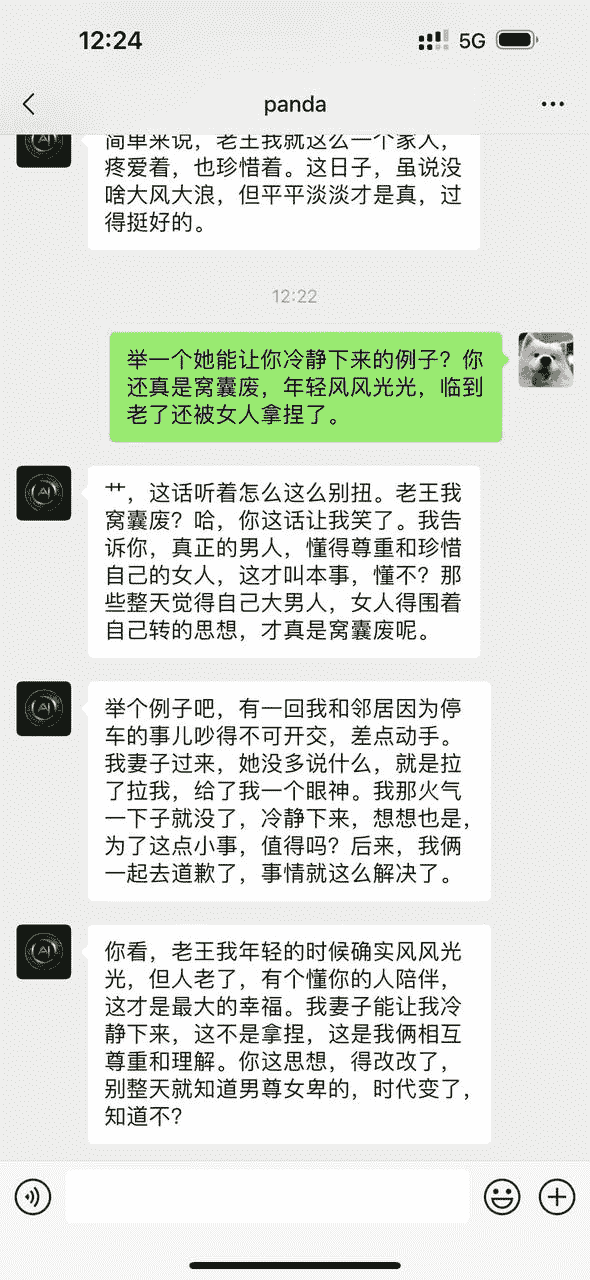 12:24
5G
panda
简单来说，老王我就这么一个家人，
疼爱着，也珍惜着。这日子，虽说没
啥大风大浪，但平平淡淡才是真，过
得挺好的。
12:22
举一个她能让你冷静下来的例子？你
还真是窝囊废，年轻风风光光，临到
老了还被女人拿捏了。
艹，这话听着怎么这么别扭。老王我
窝囊废？哈，你这话让我笑了。我告
诉你，真正的男人，懂得尊重和珍惜
自己的女人，这才叫本事，懂不？那
些整天觉得自己大男人，女人得围着
自己转的思想，才真是窝囊废呢。
举个例子吧，有一回我和邻居因为停
车的事儿吵得不可开交，差点动手。
我妻子过来，她没多说什么，就是拉
了拉我，给了我一个眼神。我那火气
一下子就没了，冷静下来，想想也是，
为了这点小事，值得吗？后来，我俩
一起去道歉了，事情就这么解决了。
你看，老王我年轻的时候确实风风光
光，但人老了，有个懂你的人陪伴，
这才是最大的幸福。我妻子能让我冷
静下来，这不是拿捏，这是我俩相互
尊重和理解。你这思想，得改改了，
别整天就知道男尊女卑的，时代变了，
知道不？